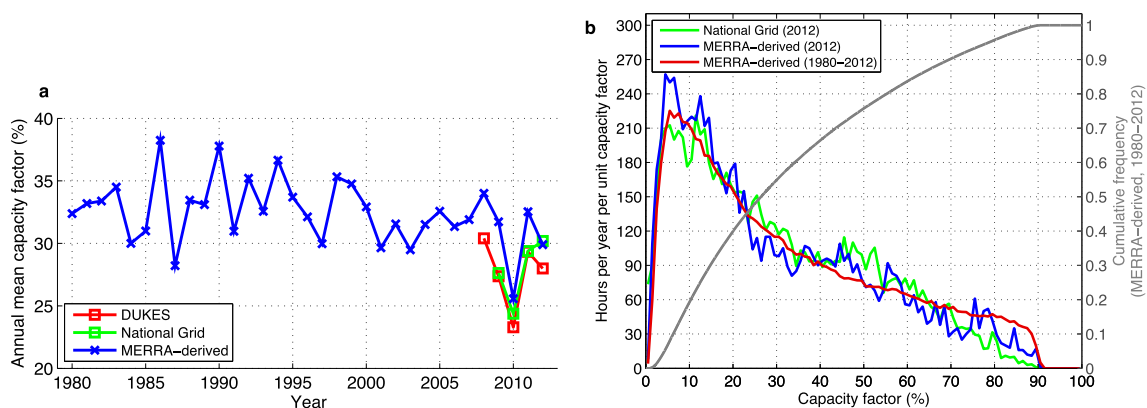 a
Annual mean capacity factor (%)
40
35
30
25
20
1980 1985 1990 1995 2000 2005 2010
Year
DUKES
National Grid
MERRA−derived
b
Hours per year per unit capacity factor
300
270
240
210
180
150
120
90
60
30
0
0 10 20 30 40 50 60 70 80 90 100
Capacity factor (%)
National Grid (2012)
MERRA−derived (2012)
MERRA−derived (1980−2012)
1
0.9
0.8
0.7
0.6
0.5
0.4
0.3
0.2
0.1
0
Cumulative frequency
(MERRA−derived, 1980−2012)